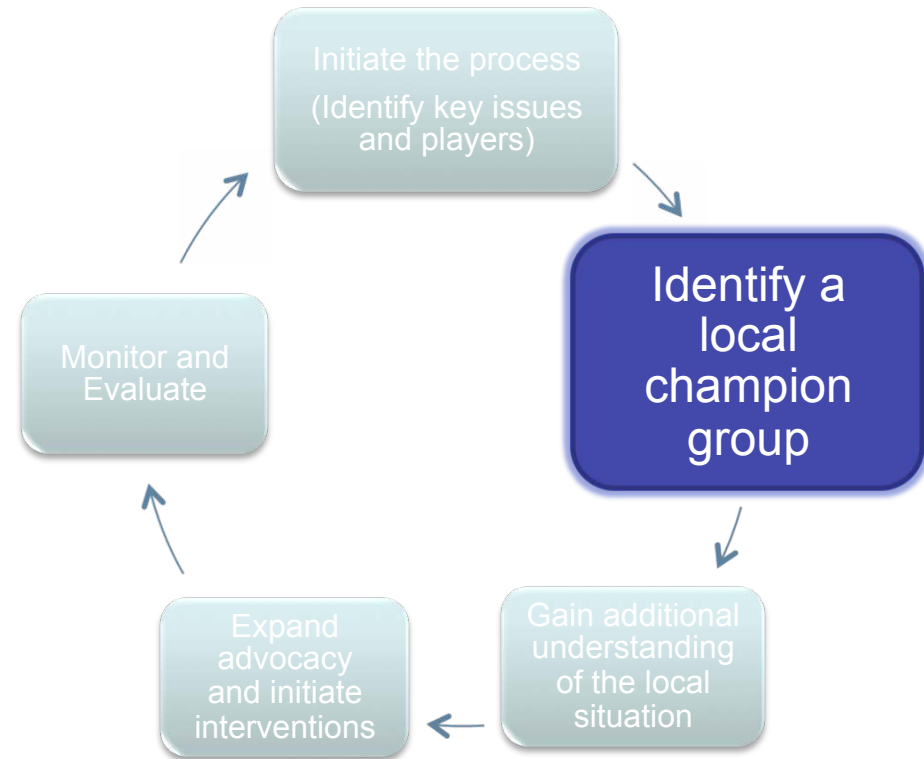 Initiate the process
(Identify key issues
and players)
Identify a
local
champion
group
Gain additional
understanding
of the local
situation
Expand
advocacy
and initiate
interventions
Monitor and
Evaluate